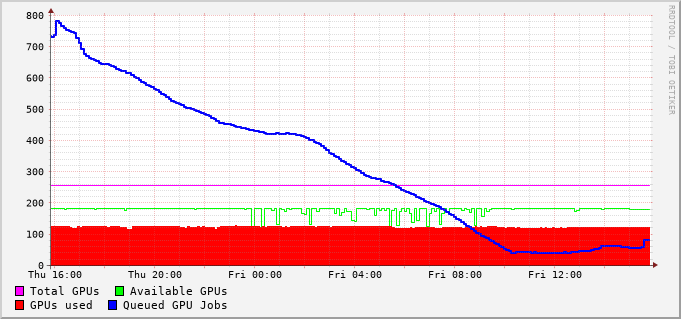 800
700
600
500
400
300
200
100
0
Thu 16:00 Thu 20:00 Fri 00:00 Fri 04:00 Fri 08:00 Fri 12:00
Total GPUs Available GPUs
GPUs used Queued GPU Jobs
RRDTOOL / TOBI OETIKER